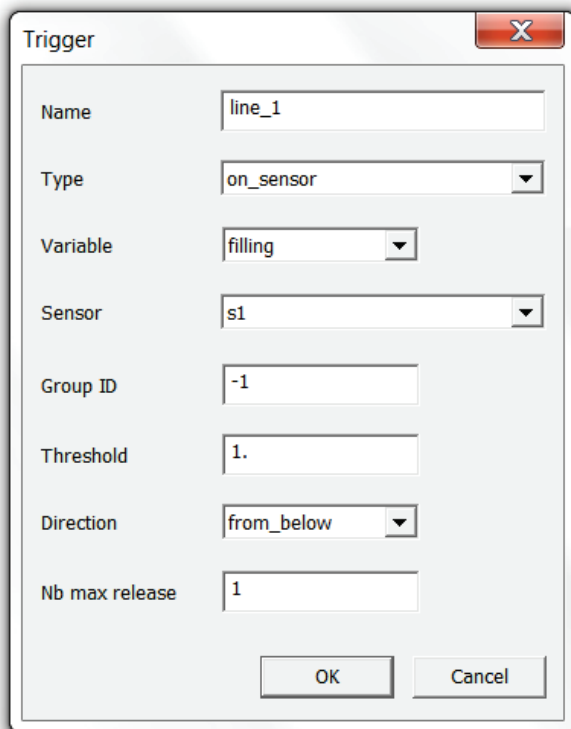 Trigger
X
Name line_1
Type on_sensor
Variable filling
Sensor s1
Group ID -1
Threshold 1.
Direction from_below
Nb max release 1
OK Cancel